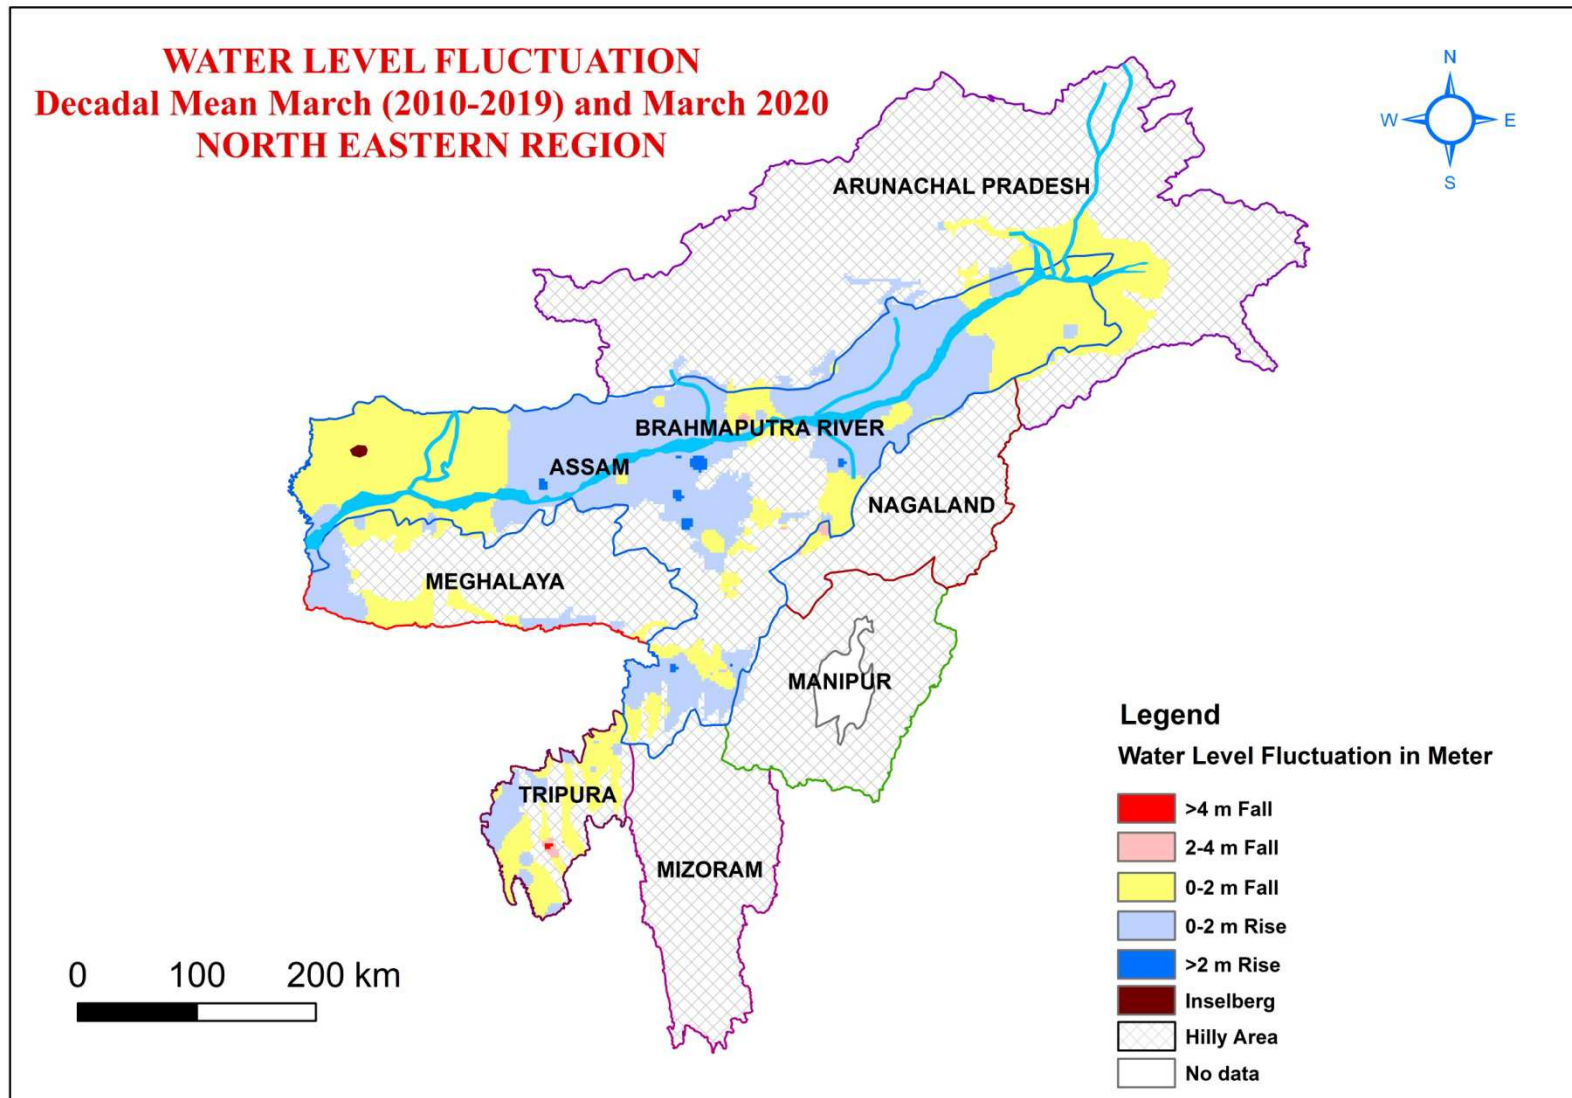 WATER LEVEL FLUCTUATION
Decadal Mean March (2010-2019) and March 2020
NORTH EASTERN REGION
N
W E
S
ARUNACHAL PRADESH
BRAHMAPUTRA RIVER
ASSAM
NAGALAND
MEGHALAYA
MANIPUR
TRIPURA
MIZORAM
Legend
Water Level Fluctuation in Meter
>4 m Fall
2-4 m Fall
0-2 m Fall
0-2 m Rise
>2 m Rise
Inselberg
Hilly Area
No data
0 100 200 km